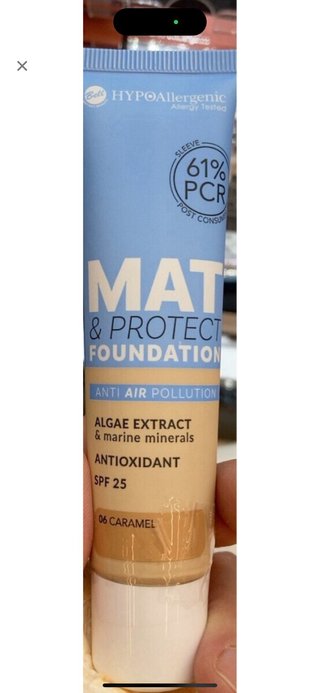 Bell HYPOAllergenic
Allergy Tested
SLEEVE
61%
PCR
POST CONSUM
MAT
& PROTECT
FOUNDATION
ANTI AIR POLLUTION
ALGAE EXTRACT
& marine minerals
ANTIOXIDANT
SPF 25
06 CARAMEL